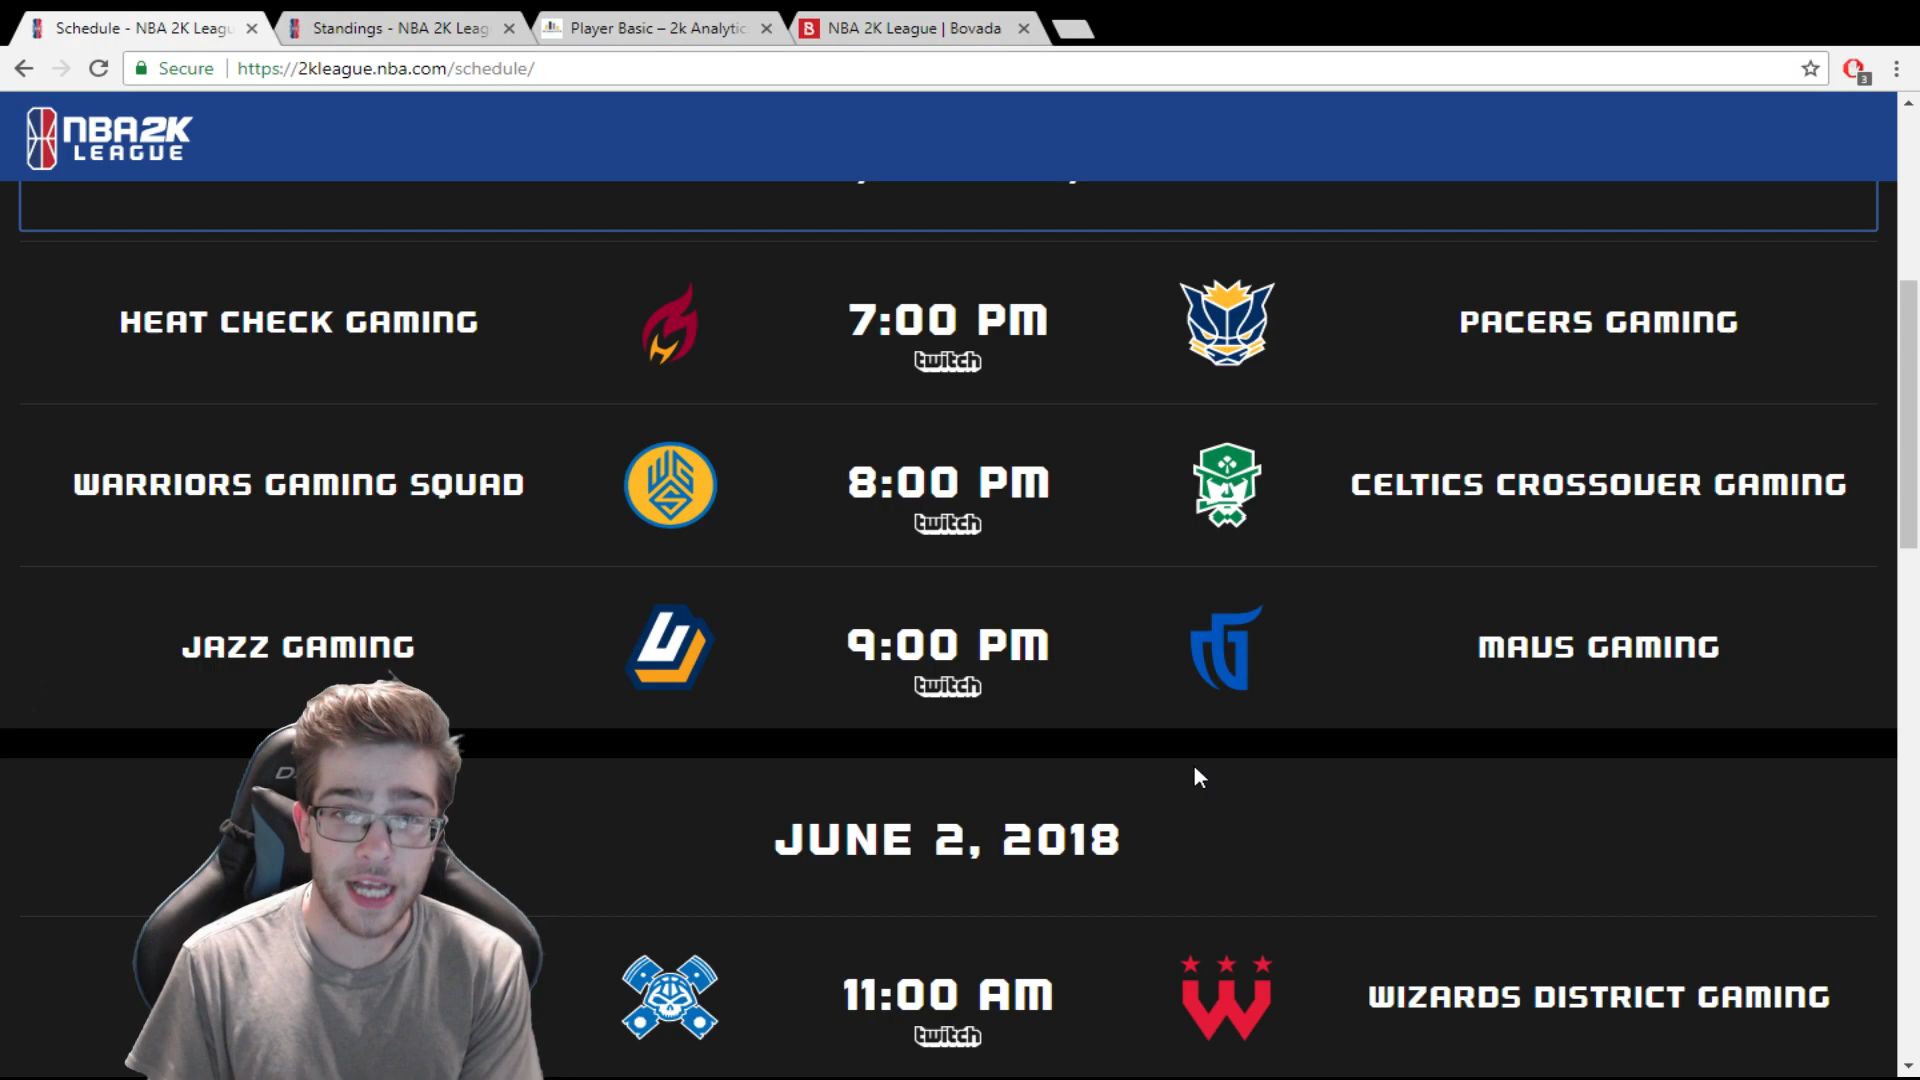 Schedule - NBA 2K Leagu
Standings - NBA 2K Leag
Player Basic – 2k Analytic
B NBA 2K League | Bovada
Secure https://2kleague.nba.com/schedule/
3
NBA2K
LEAGUE
HEAT CHECK GAMING
7:00 PM
twitch
PACERS GAMING
WARRIORS GAMING SQUAD
WGS
8:00 PM
twitch
CELTICS CROSSOVER GAMING
JAZZ GAMING
9:00 PM
twitch
MAVS GAMING
JUNE 2, 2018
11:00 AM
twitch
WIZARDS DISTRICT GAMING